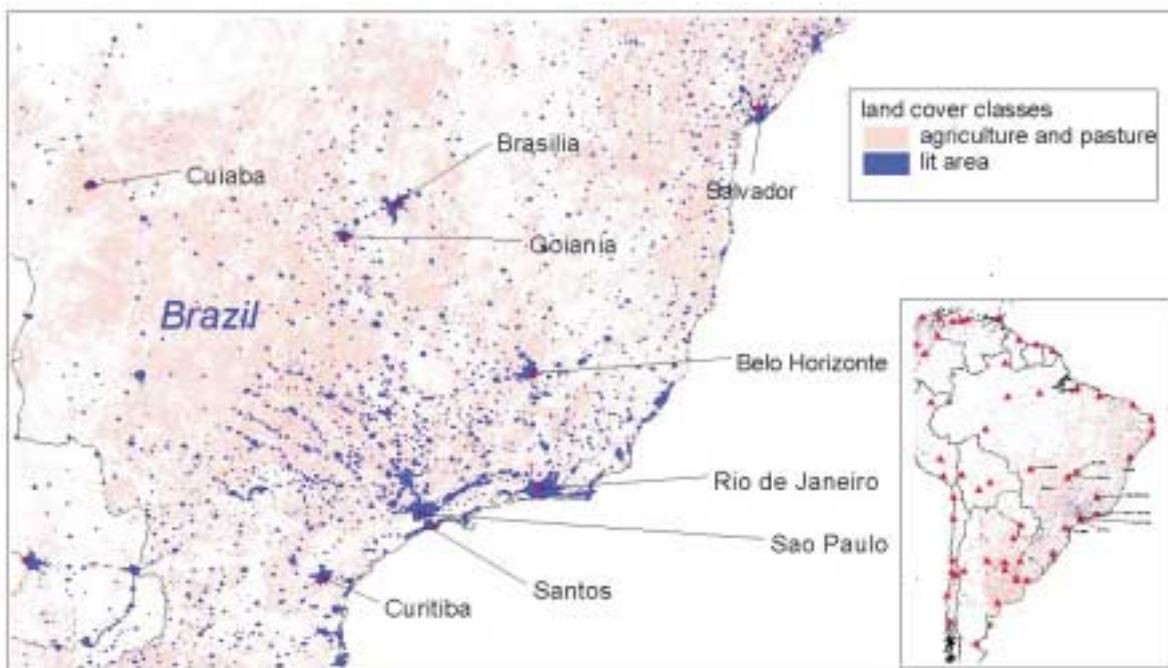 land cover classes
agriculture and pasture
lit area
Brasilia
Cuiaba
Salvador
Goiania
Brazil
Belo Horizonte
Rio de Janeiro
Sao Paulo
Santos
Curitiba